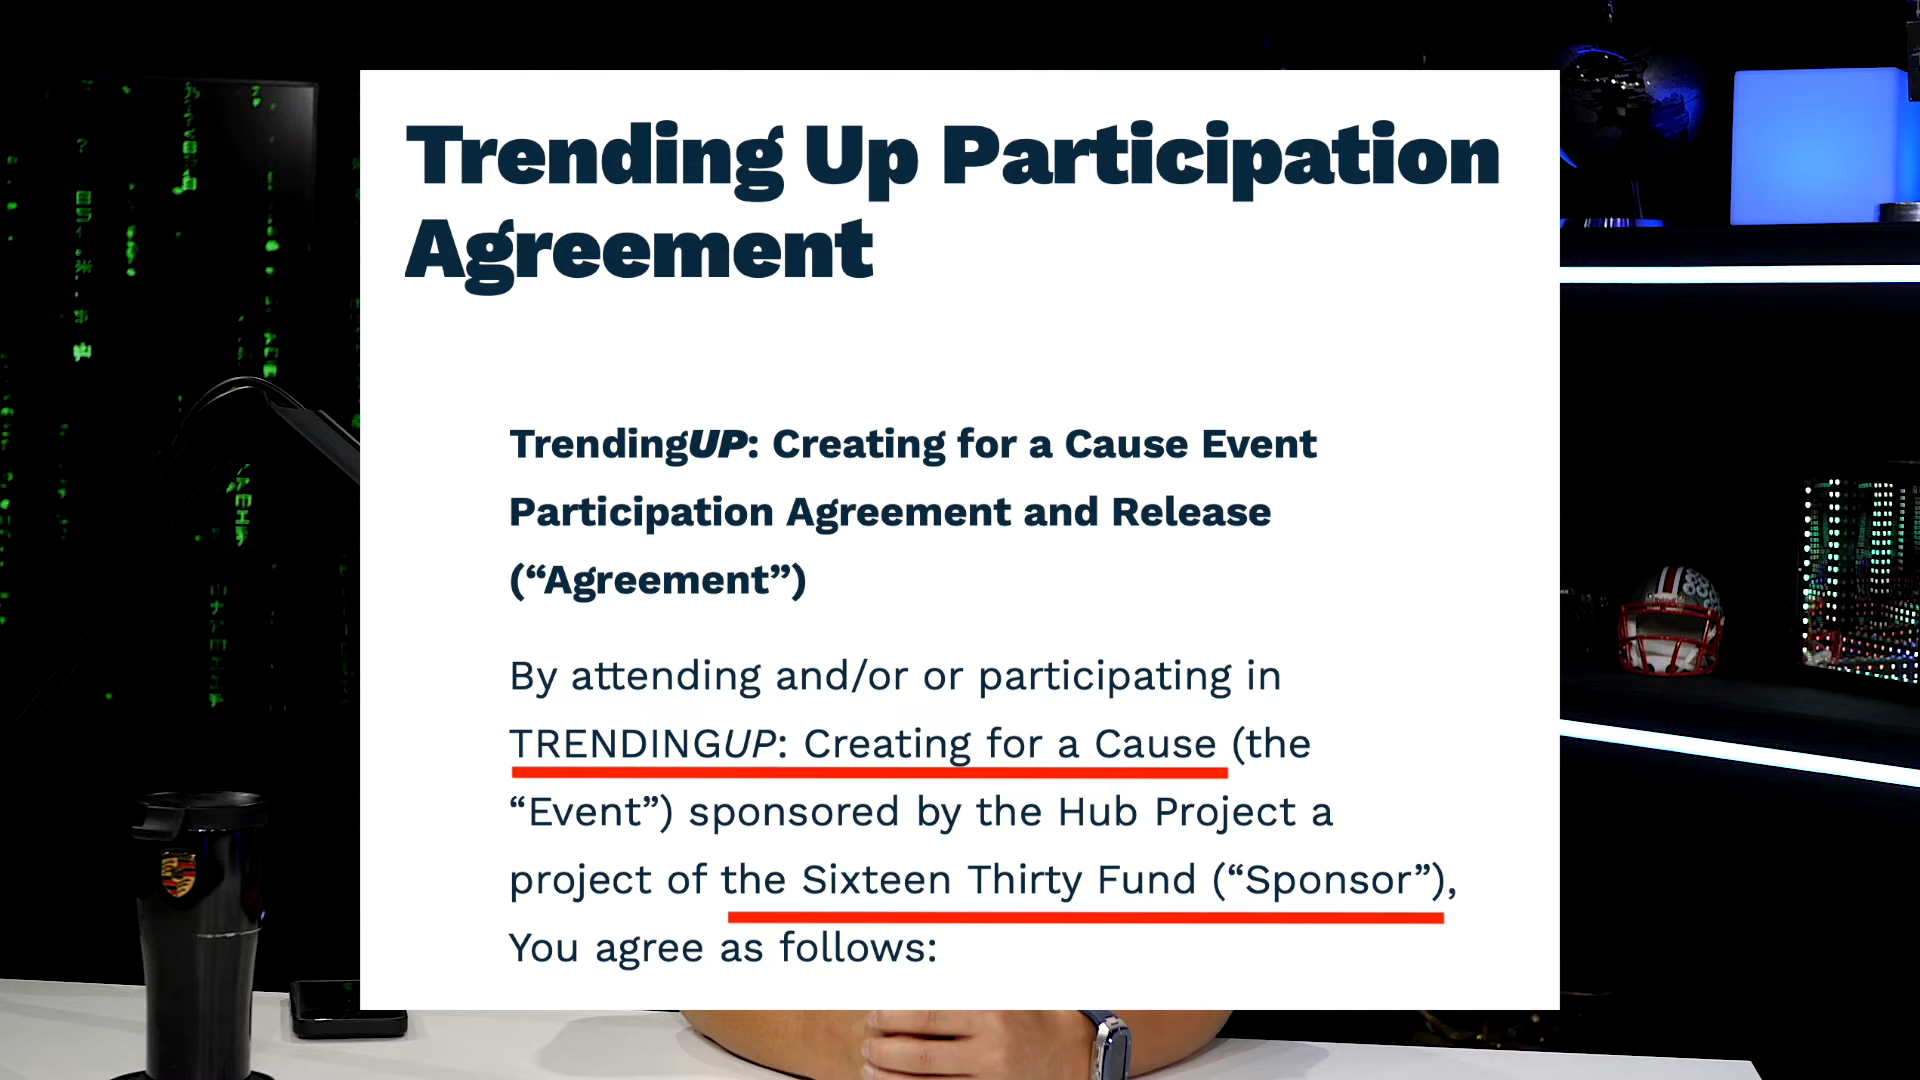 Trending Up Participation
Agreement
TrendingUP: Creating for a Cause Event
Participation Agreement and Release
(“Agreement”)
By attending and/or or participating in
TRENDINGUP: Creating for a Cause (the
“Event”) sponsored by the Hub Project a
project of the Sixteen Thirty Fund (“Sponsor”),
You agree as follows: